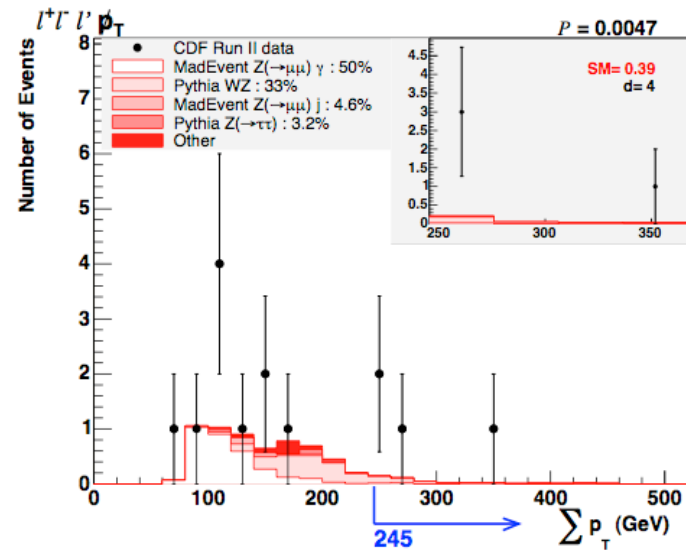 l⁺l⁻ l' p̸_T
P = 0.0047
CDF Run II data
MadEvent Z(→μμ) γ : 50%
Pythia WZ : 33%
MadEvent Z(→μμ) j : 4.6%
Pythia Z(→ττ) : 3.2%
Other
SM= 0.39
d= 4
4.5
4
3.5
3
2.5
2
1.5
1
0.5
0
250 300 350
Number of Events
8
7
6
5
4
3
2
1
0
0 100 200 300 400 500
245
∑ p_T (GeV)